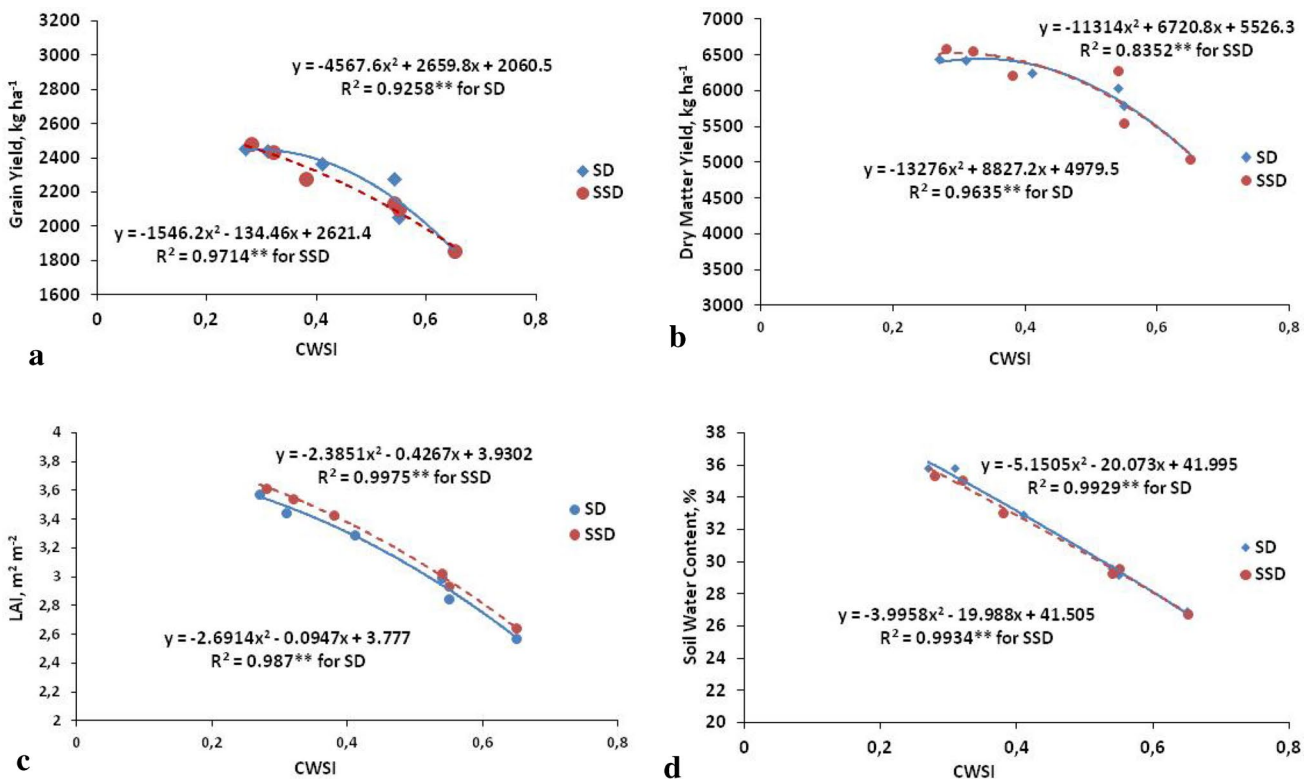 3200
3000
2800
2600
2400
2200
2000
1800
1600
Grain Yield, kg ha⁻¹
y = -4567.6x² + 2659.8x + 2060.5
R² = 0.9258** for SD
SD
SSD
y = -1546.2x² - 134.46x + 2621.4
R² = 0.9714** for SSD
0 0,2 0,4 0,6 0,8
CWSI
a
7000
6500
6000
5500
5000
4500
4000
3500
3000
Dry Matter Yield, kg ha⁻¹
y = -11314x² + 6720.8x + 5526.3
R² = 0.8352** for SSD
SD
SSD
y = -13276x² + 8827.2x + 4979.5
R² = 0.9635** for SD
0 0,2 0,4 0,6 0,8
CWSI
b
4
3,8
3,6
3,4
3,2
3
2,8
2,6
2,4
2,2
2
LAI, m² m⁻²
y = -2.3851x² - 0.4267x + 3.9302
R² = 0.9975** for SSD
SD
SSD
y = -2.6914x² - 0.0947x + 3.777
R² = 0.987** for SD
0 0,2 0,4 0,6 0,8
CWSI
c
38
36
34
32
30
28
26
24
22
20
Soil Water Content, %
y = -5.1505x² - 20.073x + 41.995
R² = 0.9929** for SD
SD
SSD
y = -3.9958x² - 19.988x + 41.505
R² = 0.9934** for SSD
0 0,2 0,4 0,6 0,8
CWSI
d